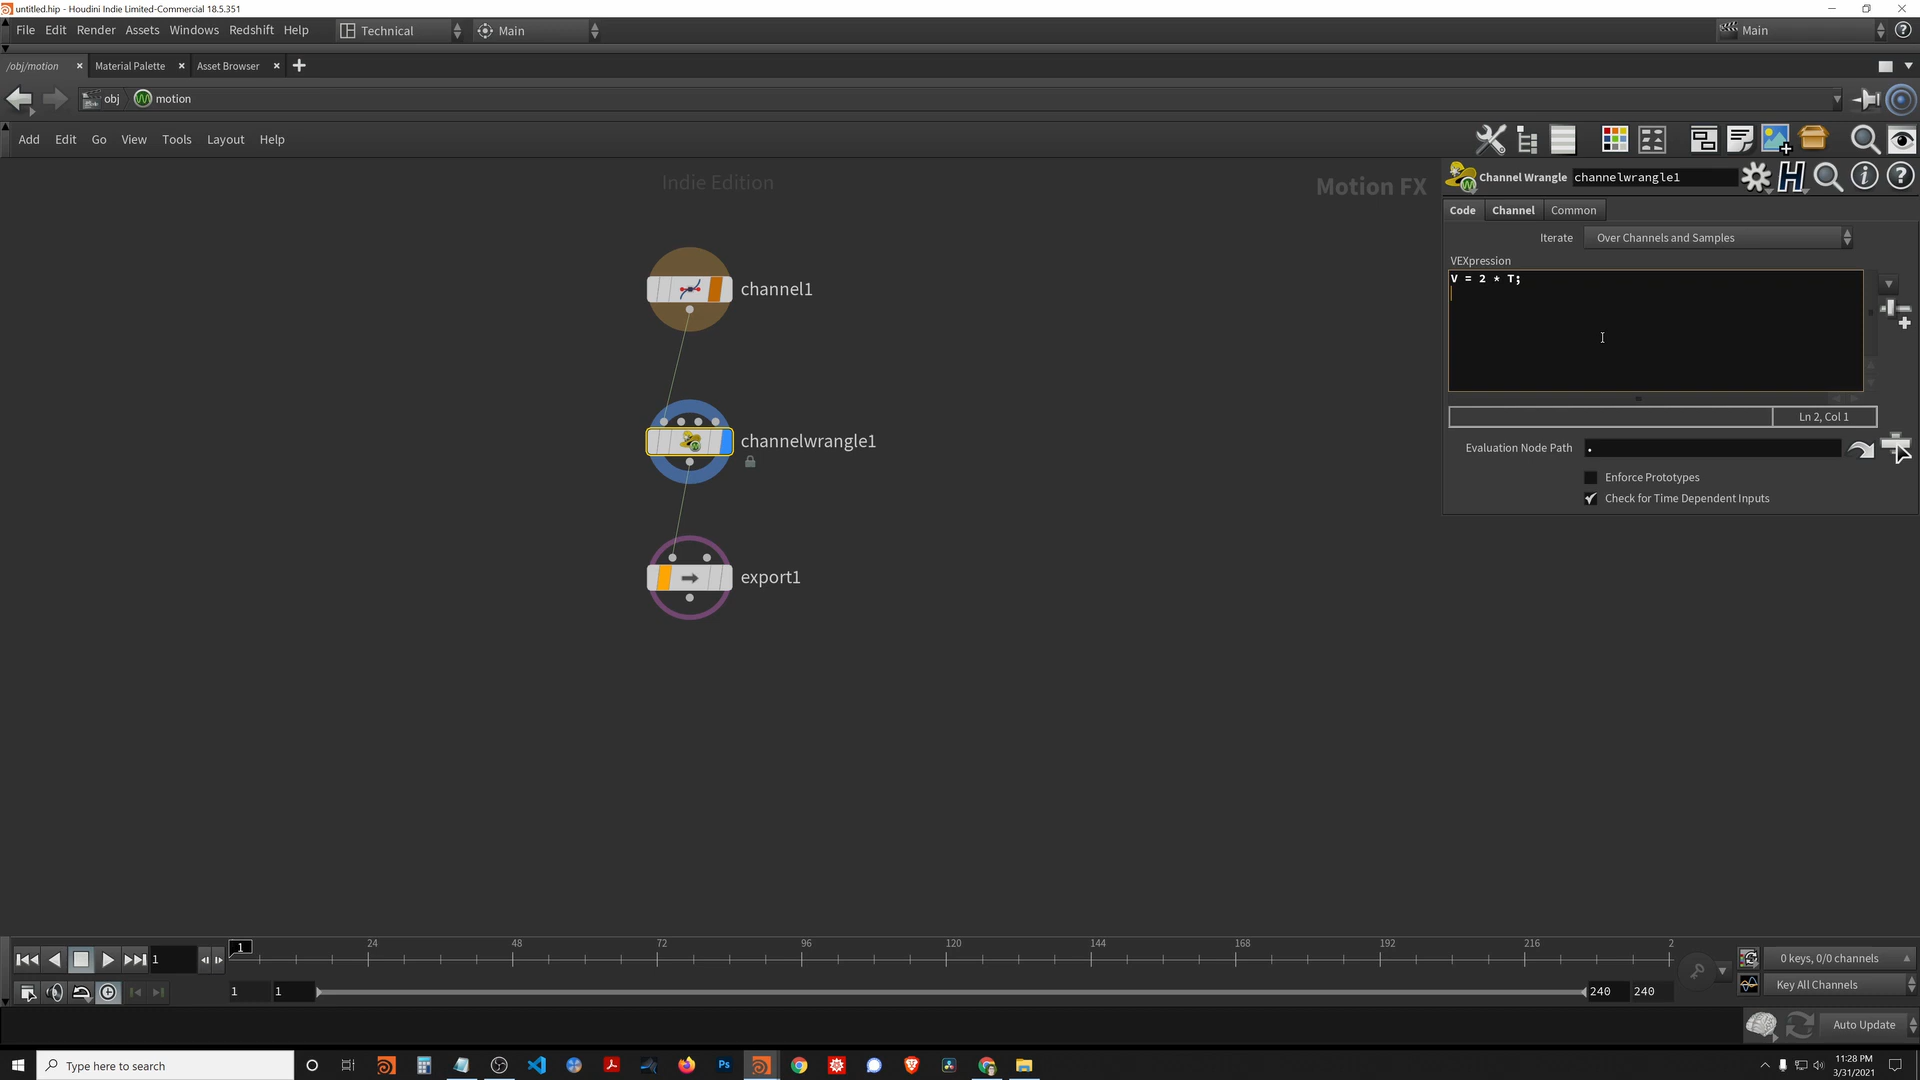 untitled.hip - Houdini Indie Limited-Commercial 18.5.351
File Edit Render Assets Windows Redshift Help Technical Main Main
/obj/motion Material Palette Asset Browser
obj motion
Add Edit Go View Tools Layout Help
Indie Edition
Motion FX
Channel Wrangle channelwrangle1
Code Channel Common
Iterate Over Channels and Samples
VEXpression
V = 2 * T;
Ln 2, Col 1
Evaluation Node Path .
Enforce Prototypes
Check for Time Dependent Inputs
channel1
channelwrangle1
export1
1 1 24 48 72 96 120 144 168 192 216 2
0 keys, 0/0 channels
1 1 240 240 Key All Channels
Auto Update
Type here to search
Ps
11:28 PM
3/31/2021